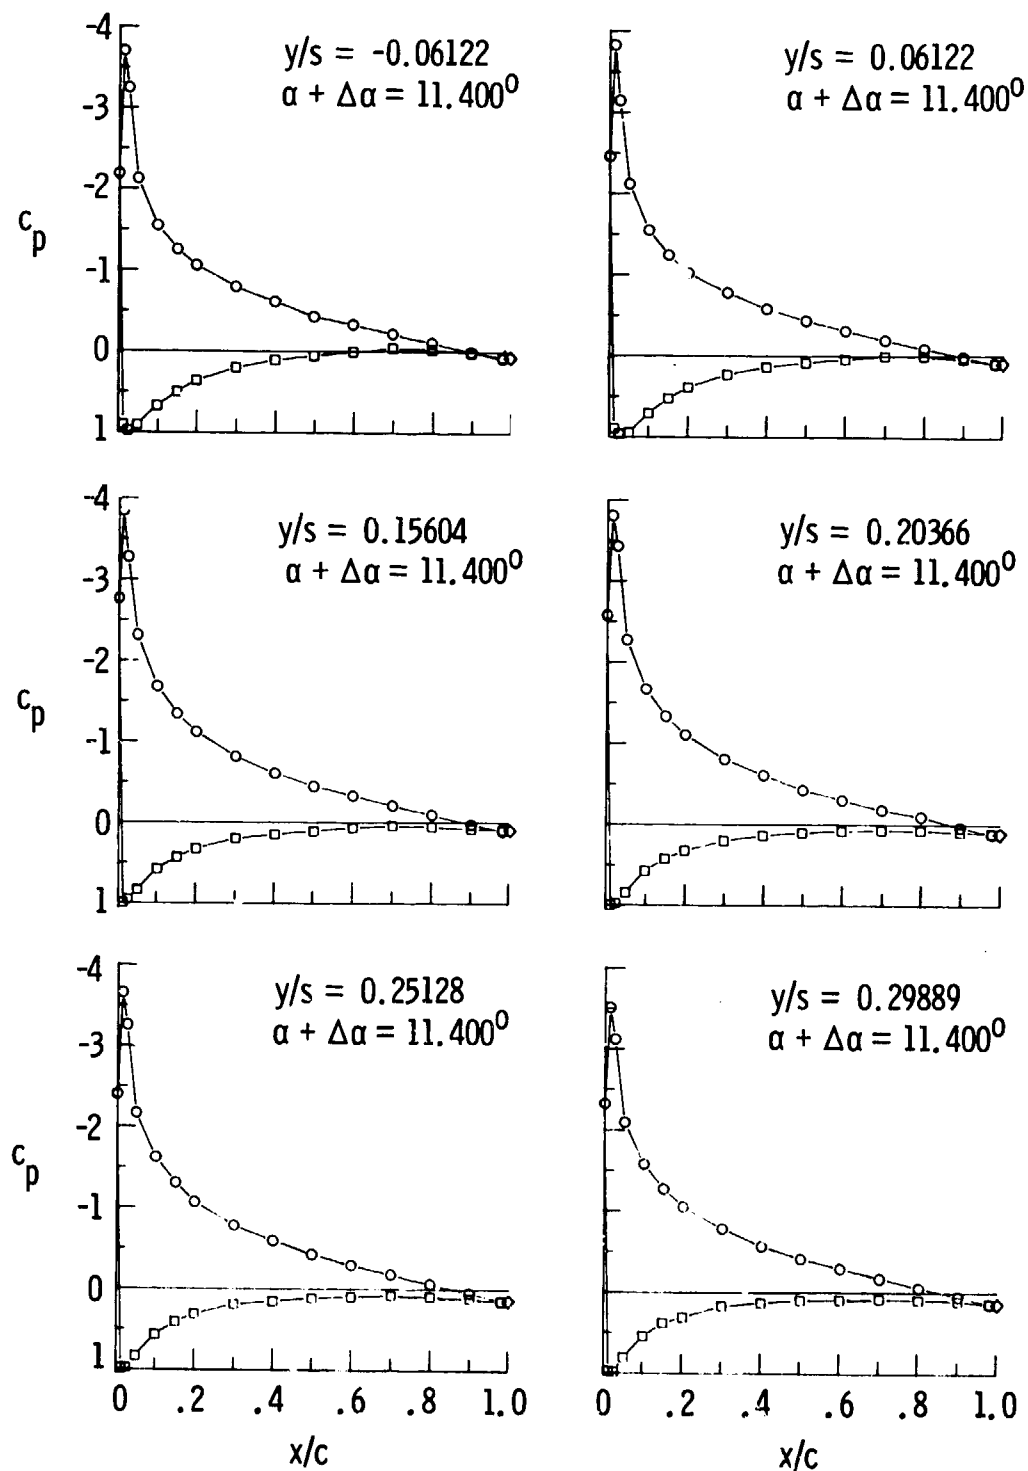 -4
-3
-2
-1
0
1
c_p
y/s = -0.06122
α + Δα = 11.400⁰
y/s = 0.06122
α + Δα = 11.400⁰
-4
-3
-2
-1
0
1
c_p
y/s = 0.15604
α + Δα = 11.400⁰
y/s = 0.20366
α + Δα = 11.400⁰
-4
-3
-2
-1
0
1
c_p
y/s = 0.25128
α + Δα = 11.400⁰
y/s = 0.29889
α + Δα = 11.400⁰
0 .2 .4 .6 .8 1.0
0 .2 .4 .6 .8 1.0
x/c
x/c